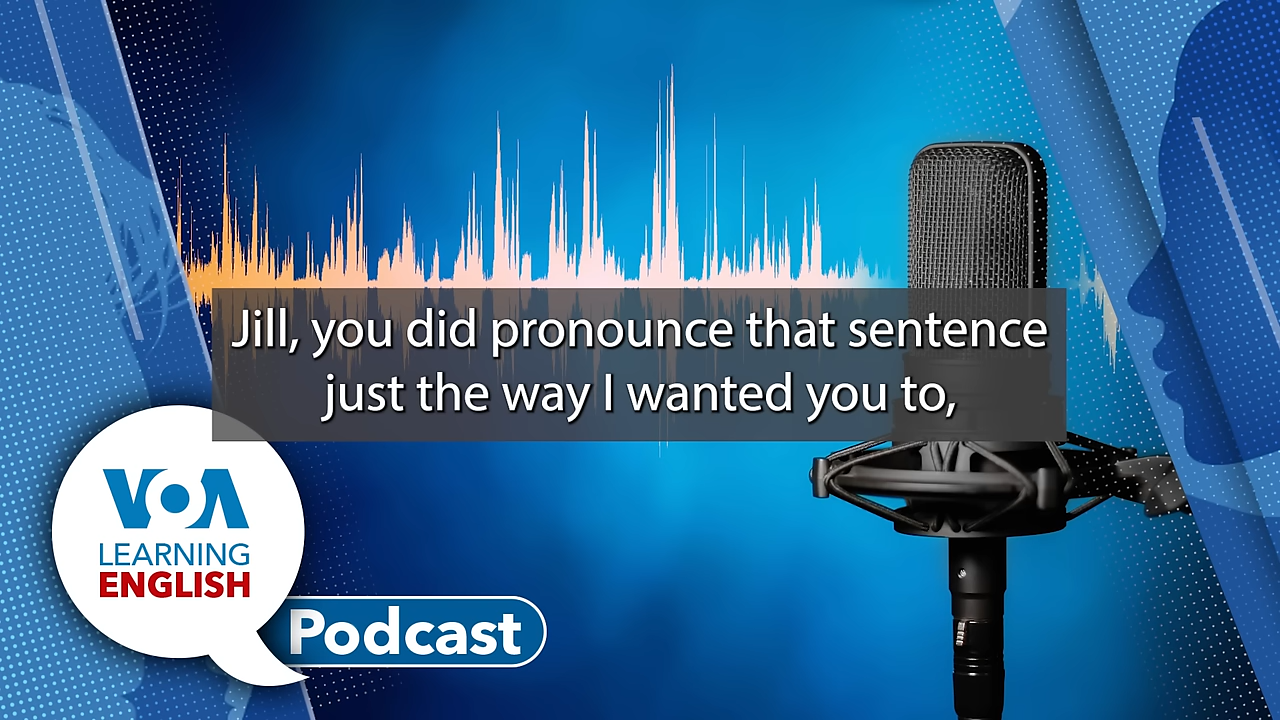 Jill, you did pronounce that sentence
just the way I wanted you to,
VOA
LEARNING
ENGLISH
Podcast